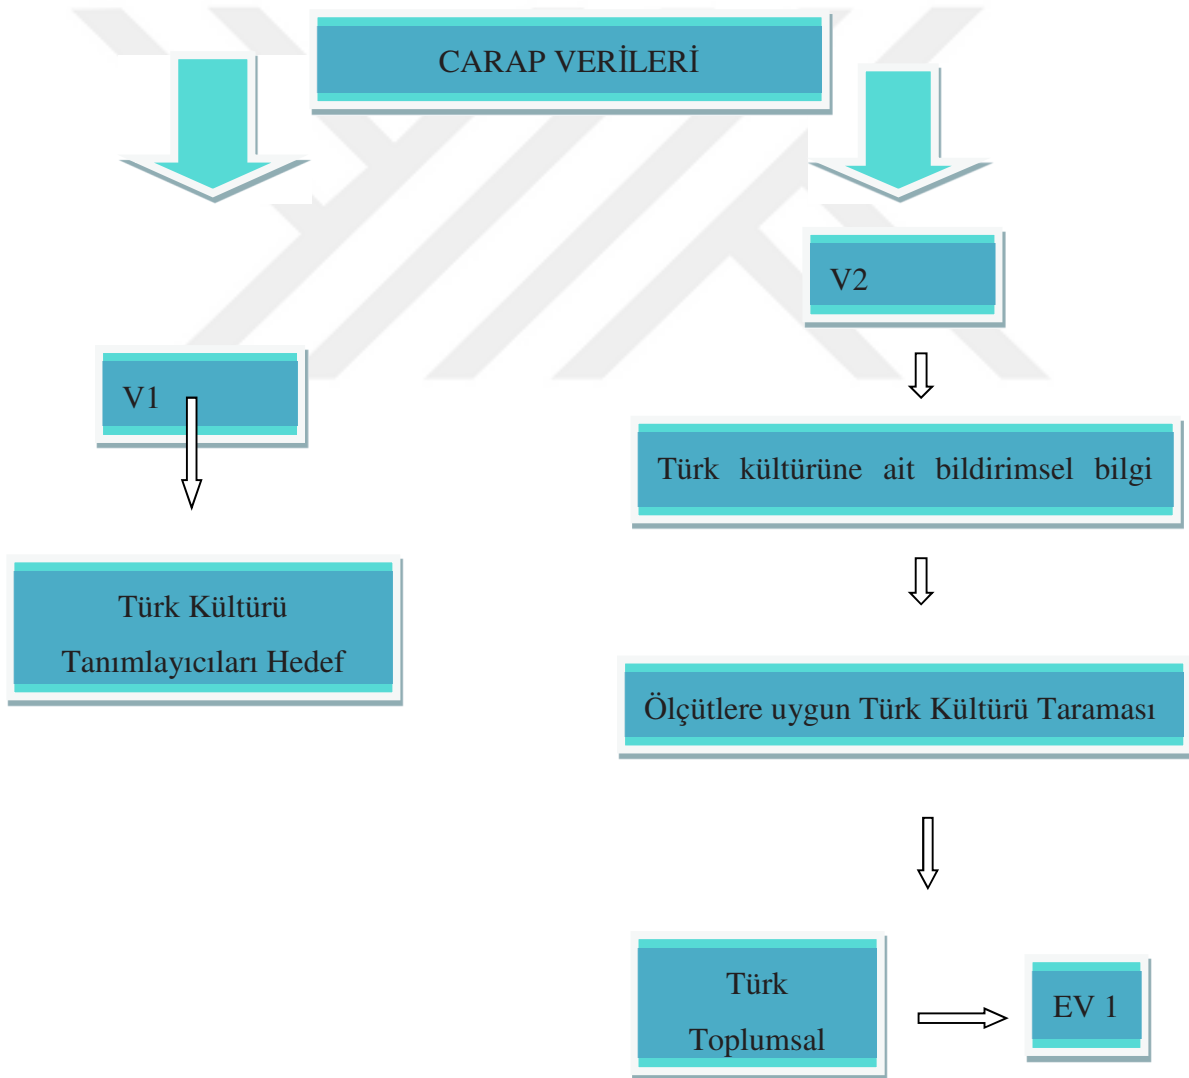 CARAP VERİLERİ
V2
V1
Türk kültürüne ait bildirimsel bilgi
Türk Kültürü
Tanımlayıcıları Hedef
Ölçütlere uygun Türk Kültürü Taraması
Türk
Toplumsal
EV 1